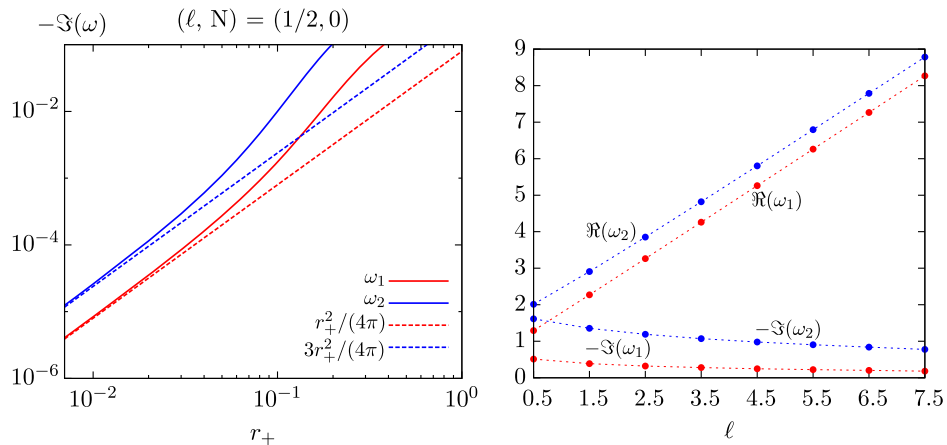 −ℑ(ω)
(ℓ, N) = (1/2, 0)
10⁻²
10⁻⁴
10⁻⁶
ω₁
ω₂
r₊²/(4π)
3r₊²/(4π)
10⁻² 10⁻¹ 10⁰
r₊
9
8
7
6
5
4
3
2
1
0
ℜ(ω₂)
ℜ(ω₁)
−ℑ(ω₂)
−ℑ(ω₁)
0.5 1.5 2.5 3.5 4.5 5.5 6.5 7.5
ℓ